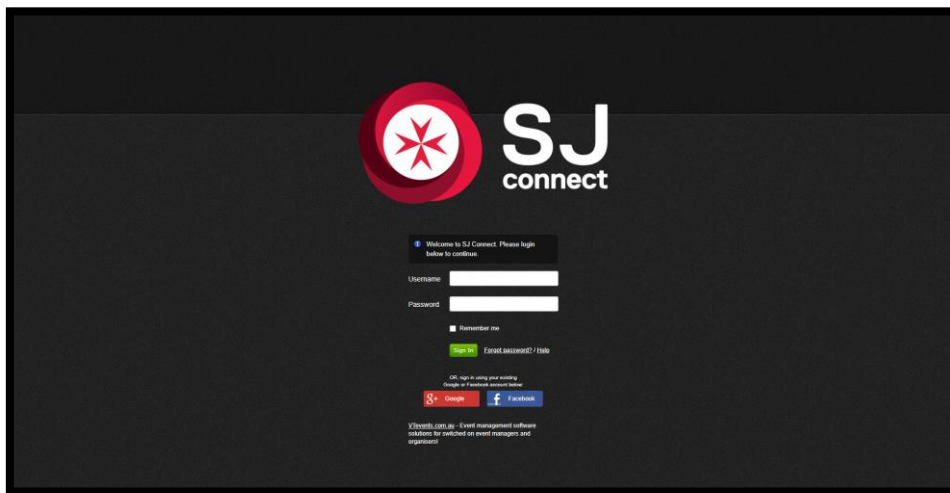 SJ
connect
Welcome to SJ Connect. Please login
below to continue.
Username
Password
Remember me
Sign In Forgot password? / Help
OR, sign in using your existing
Google or Facebook account below:
g+ Google f Facebook
VTevents.com.au - Event management software
solutions for switched on event managers and
organisers!